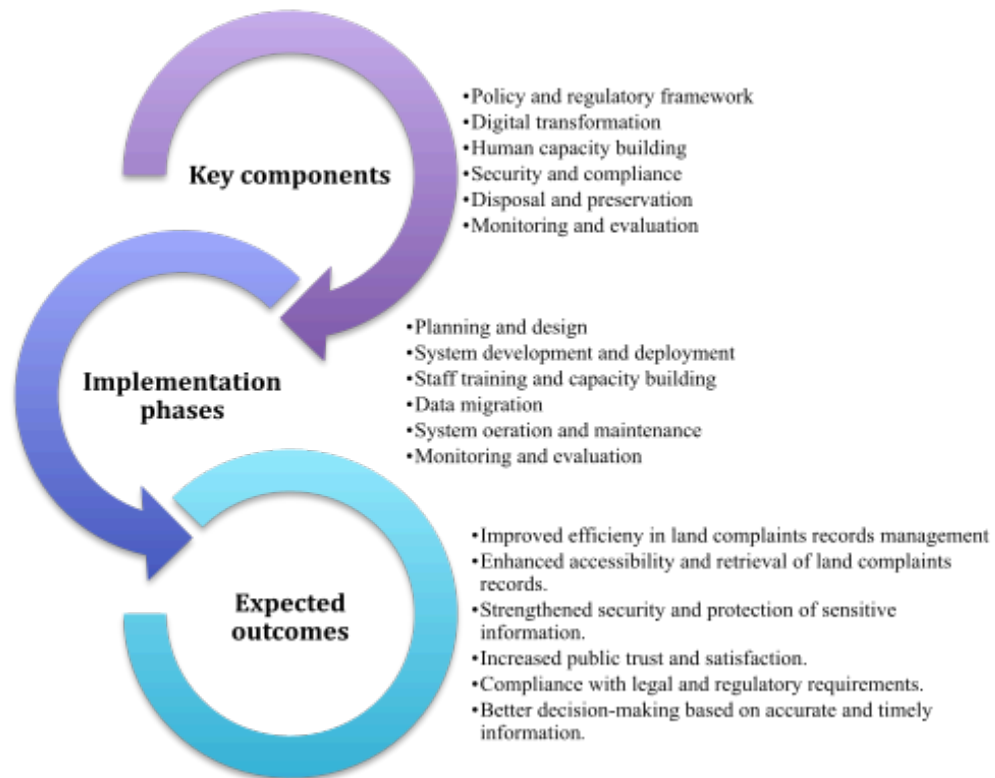 Key components
•Policy and regulatory framework
•Digital transformation
•Human capacity building
•Security and compliance
•Disposal and preservation
•Monitoring and evaluation
Implementation
phases
•Planning and design
•System development and deployment
•Staff training and capacity building
•Data migration
•System oeration and maintenance
•Monitoring and evaluation
Expected
outcomes
•Improved efficieny in land complaints records management
•Enhanced accessibility and retrieval of land complaints
records.
•Strengthened security and protection of sensitive
information.
•Increased public trust and satisfaction.
•Compliance with legal and regulatory requirements.
•Better decision-making based on accurate and timely
information.